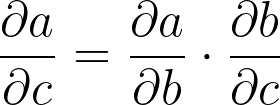 ∂a/∂c = ∂a/∂b · ∂b/∂c